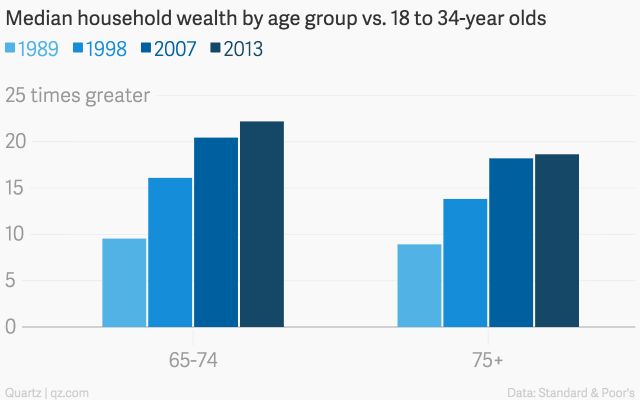 Median household wealth by age group vs. 18 to 34-year olds
1989 1998 2007 2013
25 times greater
20
15
10
5
0
65-74 75+
Quartz | qz.com Data: Standard & Poor's